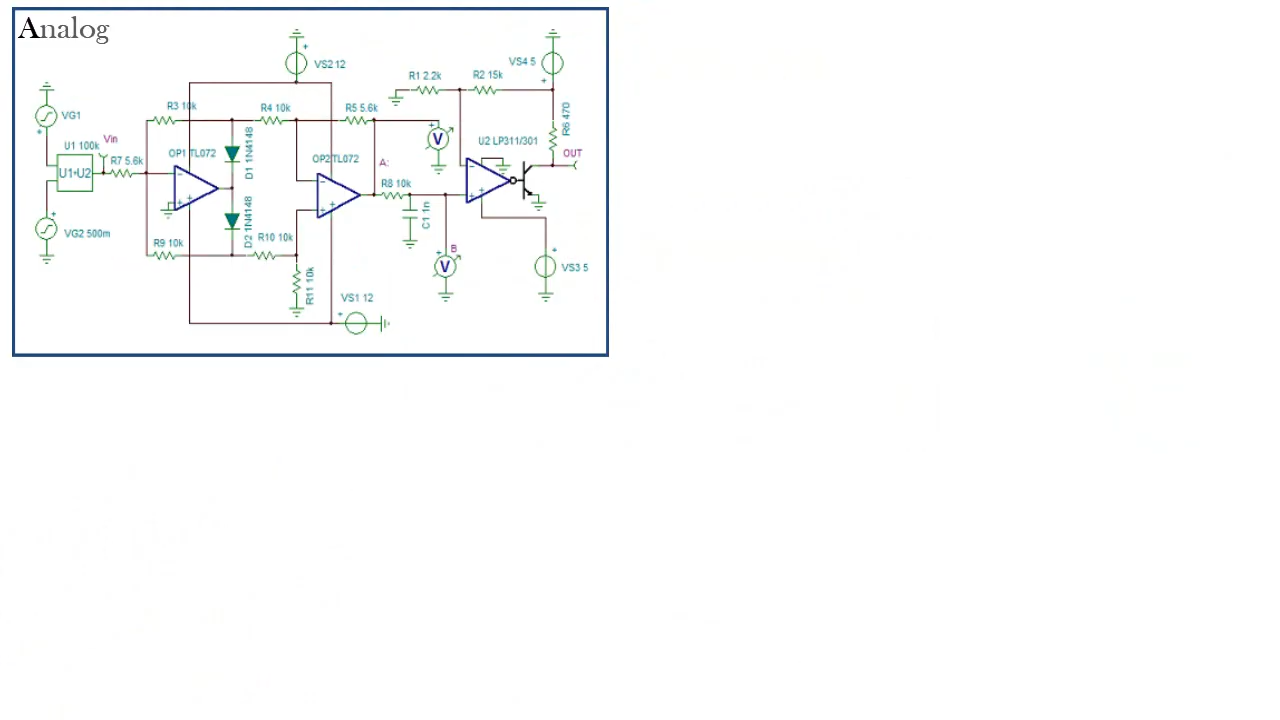 Analog
VS2 12
VS4 5
R1 2.2k
R2 15k
VG1
R3 10k
R4 10k
R5 5.6k
R6 470
Vin
U1 100k
R7 5.6k
OP1 TL072
D1 1N4148
OP2 TL072
A:
V
U2 LP311/301
OUT
U1+U2
R8 10k
C1 1n
VG2 500m
R9 10k
D2 1N4148
R10 10k
B
V
VS3 5
R11 10k
VS1 12